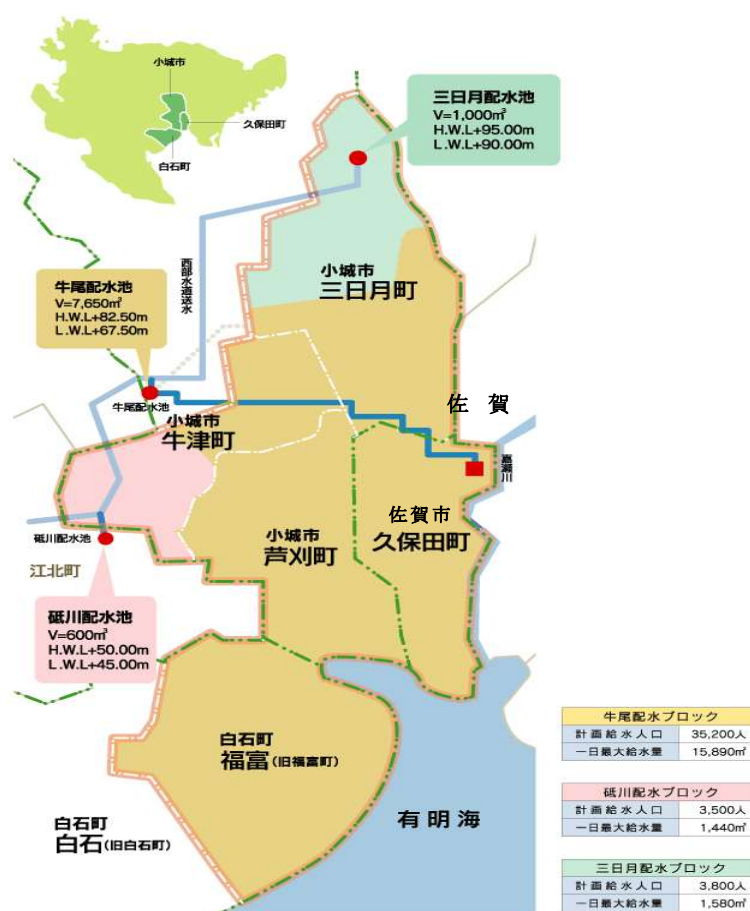 小城市
久保田町
白石町
三日月配水池
V=1,000㎥
H.W.L+95.00m
L.W.L+90.00m
西部水道送水
小城市
三日月町
牛尾配水池
V=7,650㎥
H.W.L+82.50m
L.W.L+67.50m
牛尾配水池
小城市
牛津町
佐 賀
嘉瀬川
砥川配水池
江北町
小城市
芦刈町
佐賀市
久保田町
砥川配水池
V=600㎥
H.W.L+50.00m
L.W.L+45.00m
白石町
福富(旧福富町)
白石町
白石(旧白石町)
有明海
牛尾配水ブロック
計画給水人口 35,200人
一日最大給水量 15,890㎥
砥川配水ブロック
計画給水人口 3,500人
一日最大給水量 1,440㎥
三日月配水ブロック
計画給水人口 3,800人
一日最大給水量 1,580㎥